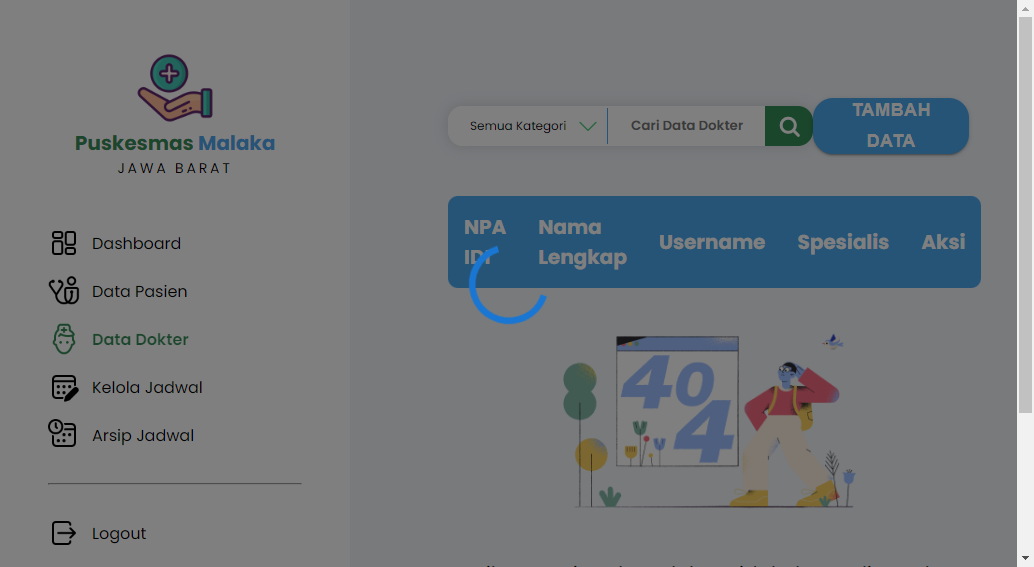 Puskesmas Malaka
JAWA BARAT
Dashboard
Data Pasien
Data Dokter
Kelola Jadwal
Arsip Jadwal
Logout
Semua Kategori
Cari Data Dokter
TAMBAH
DATA
NPA
IDI
Nama
Lengkap
Username
Spesialis
Aksi
404